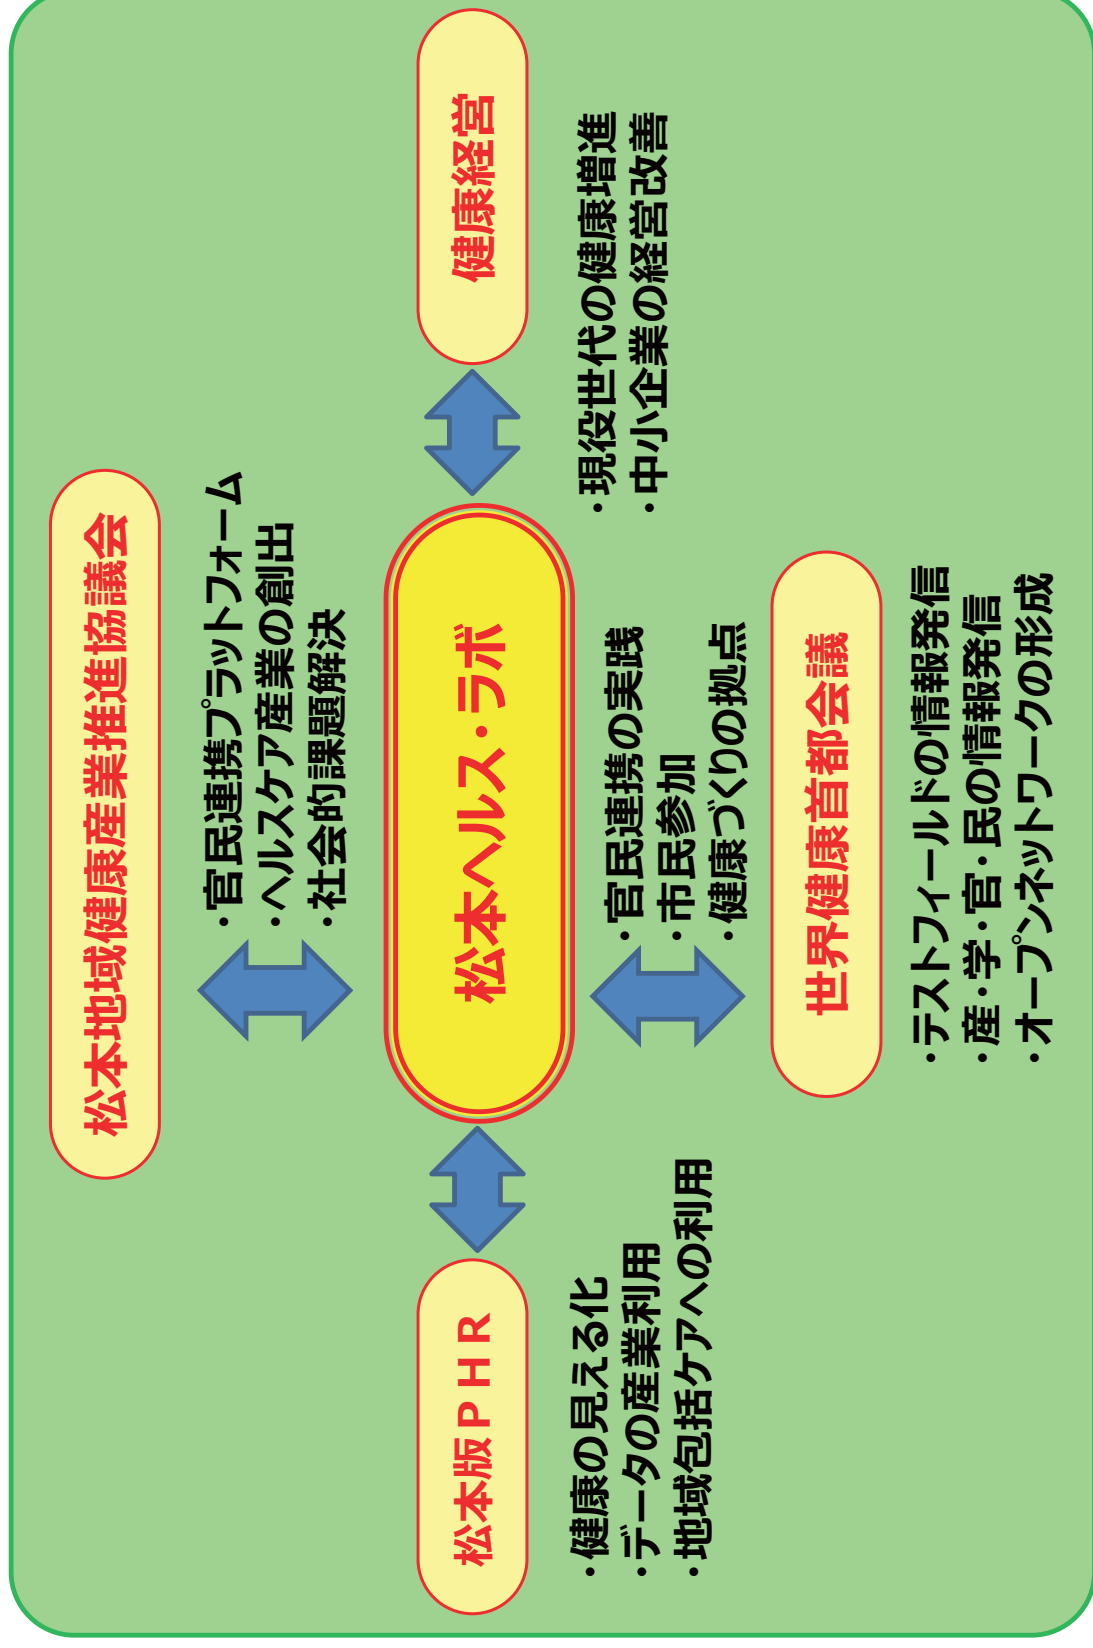 松本地域健康産業推進協議会
・官民連携プラットフォーム
・ヘルスケア産業の創出
・社会的課題解決
松本版ＰＨＲ
・健康の見える化
・データの産業利用
・地域包括ケアへの利用
松本ヘルス・ラボ
・官民連携の実践
・市民参加
・健康づくりの拠点
健康経営
・現役世代の健康増進
・中小企業の経営改善
世界健康首都会議
・テストフィールドの情報発信
・産・学・官・民の情報発信
・オープンネットワークの形成